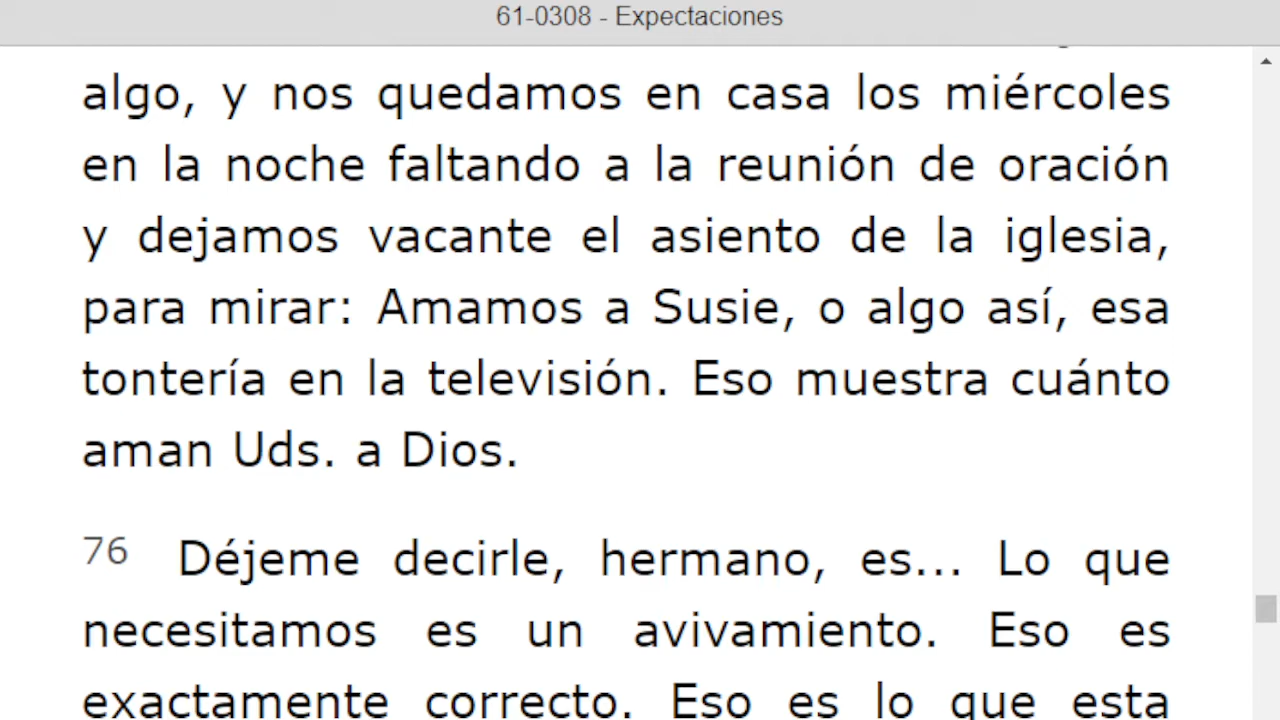 61-0308 - Expectaciones
algo, y nos quedamos en casa los miércoles
en la noche faltando a la reunión de oración
y dejamos vacante el asiento de la iglesia,
para mirar: Amamos a Susie, o algo así, esa
tontería en la televisión. Eso muestra cuánto
aman Uds. a Dios.
76 Déjeme decirle, hermano, es... Lo que
necesitamos es un avivamiento. Eso es
exactamente correcto. Eso es lo que esta